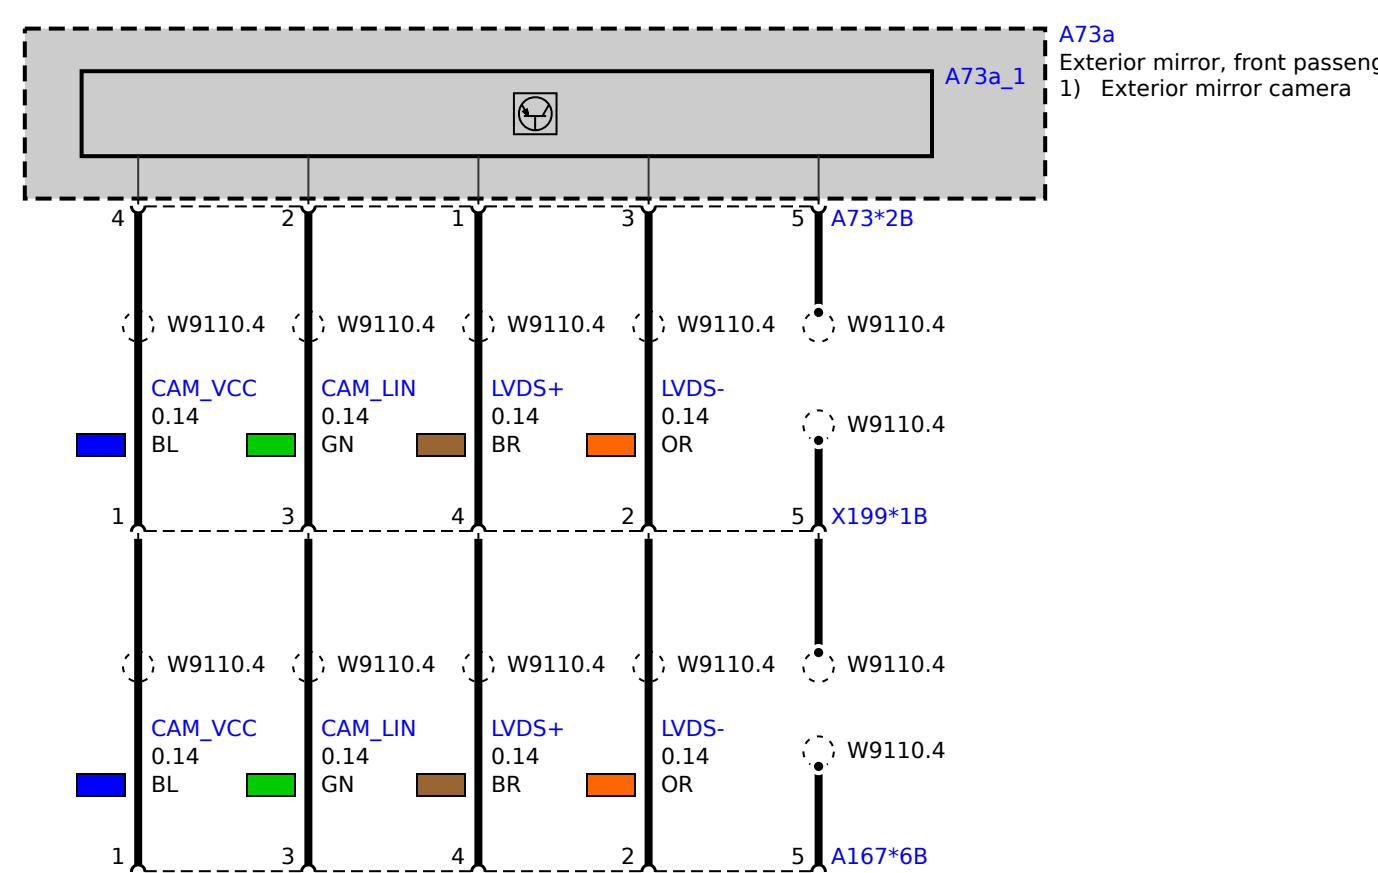 A73a
Exterior mirror, front
1) Exterior mirror camera
A73a_1
4 2 1 3 5 A73*2B
W9110.4 W9110.4 W9110.4 W9110.4 W9110.4
CAM_VCC CAM_LIN LVDS+ LVDS-
0.14 0.14 0.14 0.14
W9110.4
BL GN BR OR
1 3 4 2 5 X199*1B
W9110.4 W9110.4 W9110.4 W9110.4 W9110.4
CAM_VCC CAM_LIN LVDS+ LVDS-
0.14 0.14 0.14 0.14
W9110.4
BL GN BR OR
1 3 4 2 5 A167*6B